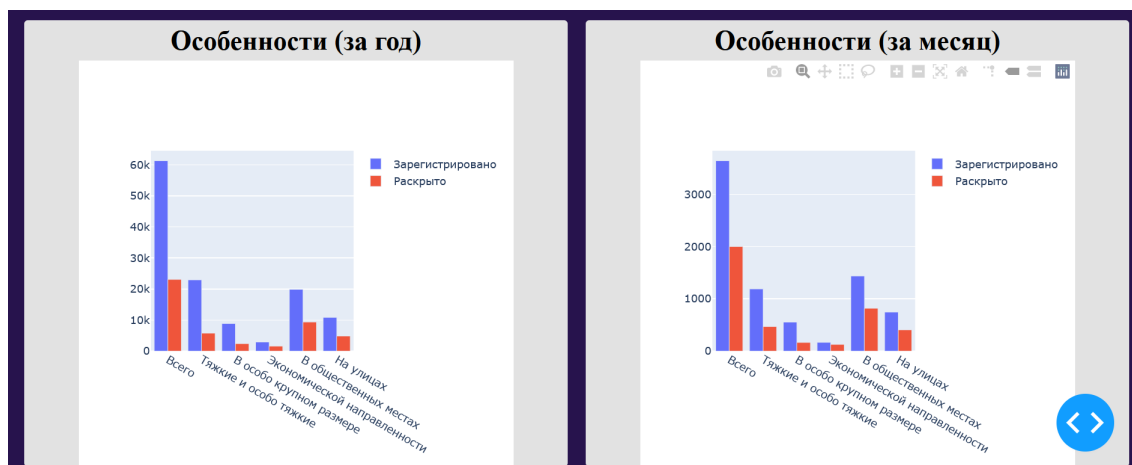 Особенности (за год)
60k
50k
40k
30k
20k
10k
0
Всего
Тяжкие и особо тяжкие
В особо крупном размере
Экономической направленности
В общественных местах
На улицах
Зарегистрировано
Раскрыто
Особенности (за месяц)
3000
2000
1000
0
Всего
Тяжкие и особо тяжкие
В особо крупном размере
Экономической направленности
В общественных местах
На улицах
Зарегистрировано
Раскрыто